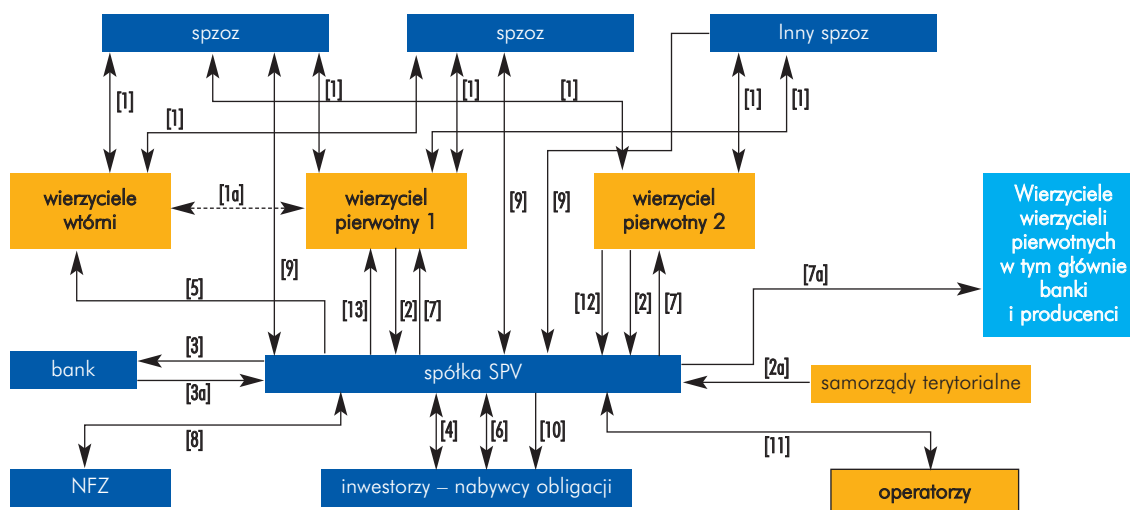 spzoz
spzoz
Inny spzoz
[1]
[1]
[1]
[1]
[1]
[1]
[1]
wierzyciele
wtórni
[1a]
wierzyciel
pierwotny 1
[9]
[9]
wierzyciel
pierwotny 2
Wierzyciele
wierzycieli
pierwotnych
w tym głównie
banki
i producenci
[9]
[5]
[13]
[2]
[7]
[12]
[2]
[7]
[7a]
bank
[3]
[3a]
spółka SPV
[2a]
samorządy terytorialne
[8]
[4]
[6]
[10]
[11]
NFZ
inwestorzy – nabywcy obligacji
operatorzy